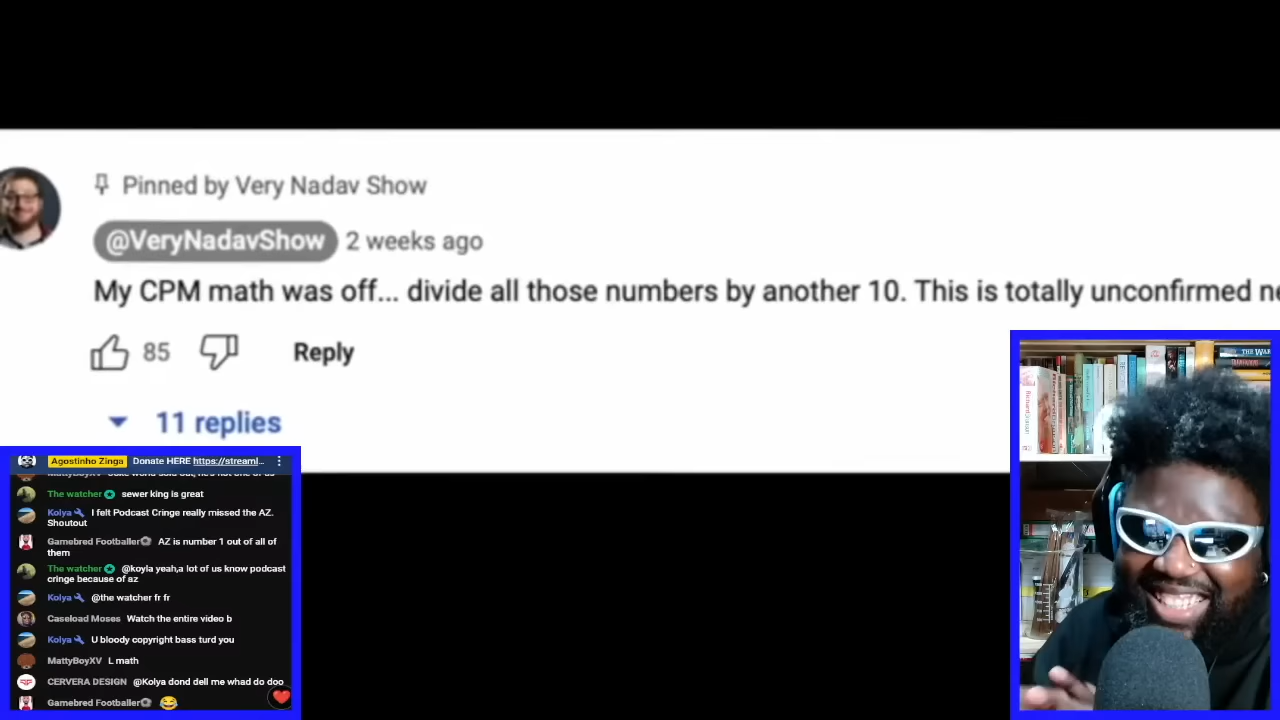 Pinned by Very Nadav Show
@VeryNadavShow 2 weeks ago
My CPM math was off... divide all those numbers by another 10. This is totally unconfirmed
85
Reply
11 replies
Agostinho Zinga Donate HERE https://streaml...
The watcher sewer king is great
Kolya I felt Podcast Cringe really missed the AZ.
Shoutout
Gamebred Footballer AZ is number 1 out of all of
them
The watcher @koyla yeah,a lot of us know podcast
cringe because of az
Kolya @the watcher fr fr
Caseload Moses Watch the entire video b
Kolya U bloody copyright bass turd you
MattyBoyXV L math
CERVERA DESIGN @Kolya dond dell me whad do doo
Gamebred Footballer
THE WAR